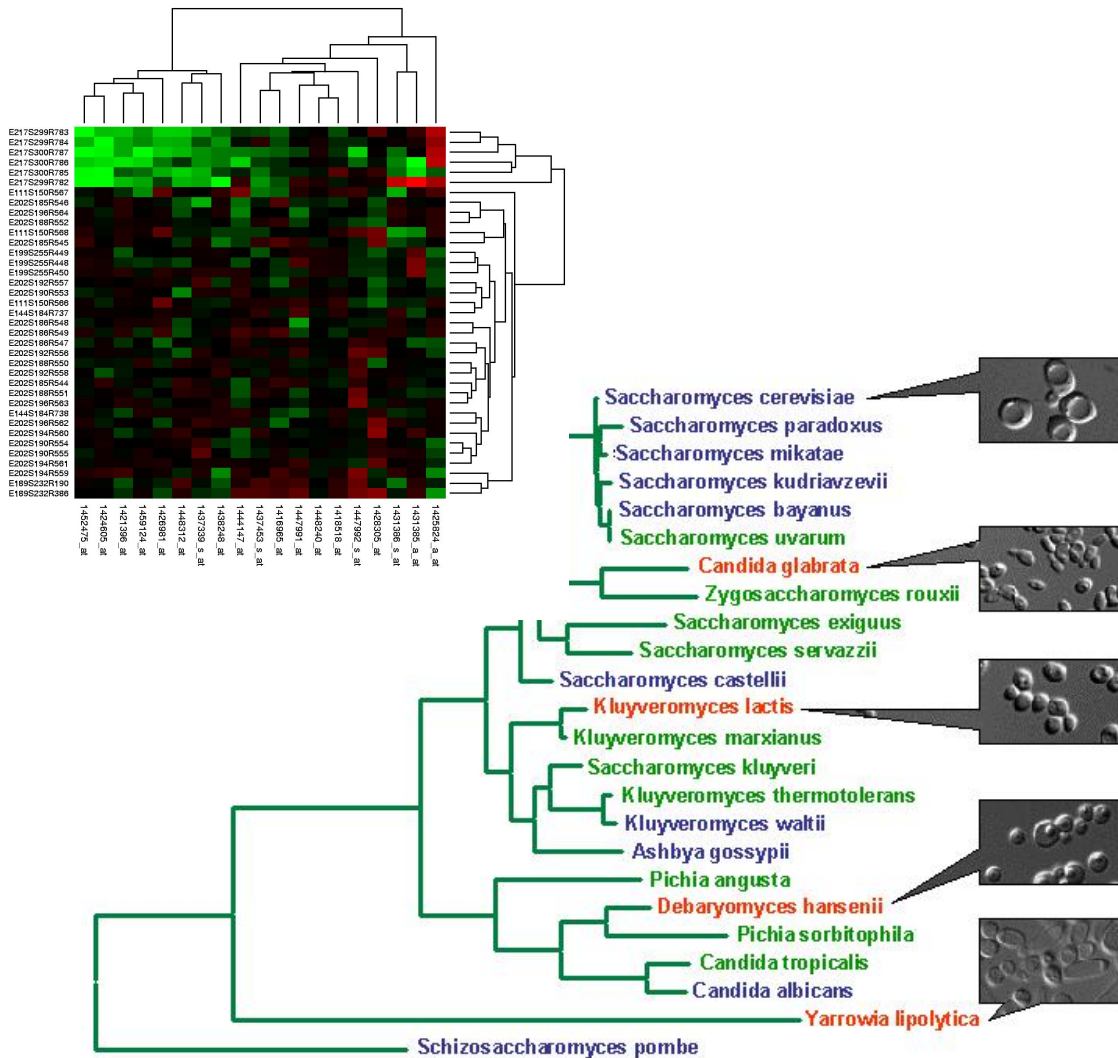 E217S299R783
E217S299R784
E217S300R787
E217S300R786
E217S300R785
E217S299R782
E111S150R567
E202S185R546
E202S196R564
E202S188R552
E111S150R568
E202S185R545
E199S255R449
E199S255R448
E199S255R450
E202S192R557
E202S190R553
E111S150R566
E144S184R737
E202S186R548
E202S186R549
E202S186R547
E202S192R556
E202S188R550
E202S192R558
E202S185R544
E202S188R551
E202S196R563
E144S184R738
E202S196R562
E202S194R560
E202S190R554
E202S190R555
E202S194R561
E202S194R559
E189S232R190
E189S232R386
1452475_at
1424605_at
1421396_at
1459124_at
1426981_at
1446312_at
1437339_s_at
1438248_at
1444147_at
1437453_s_at
1416965_at
1447991_at
1448240_at
1418518_at
1447992_s_at
1428305_at
1431386_s_at
1431385_a_at
1425824_a_at
Saccharomyces cerevisiae
Saccharomyces paradoxus
Saccharomyces mikatae
Saccharomyces kudriavzevii
Saccharomyces bayanus
Saccharomyces uvarum
Candida glabrata
Zygosaccharomyces rouxii
Saccharomyces exiguus
Saccharomyces servazzii
Saccharomyces castellii
Kluyveromyces lactis
Kluyveromyces marxianus
Saccharomyces kluyveri
Kluyveromyces thermotolerans
Kluyveromyces waltii
Ashbya gossypii
Pichia angusta
Debaryomyces hansenii
Pichia sorbitophila
Candida tropicalis
Candida albicans
Yarrowia lipolytica
Schizosaccharomyces pombe